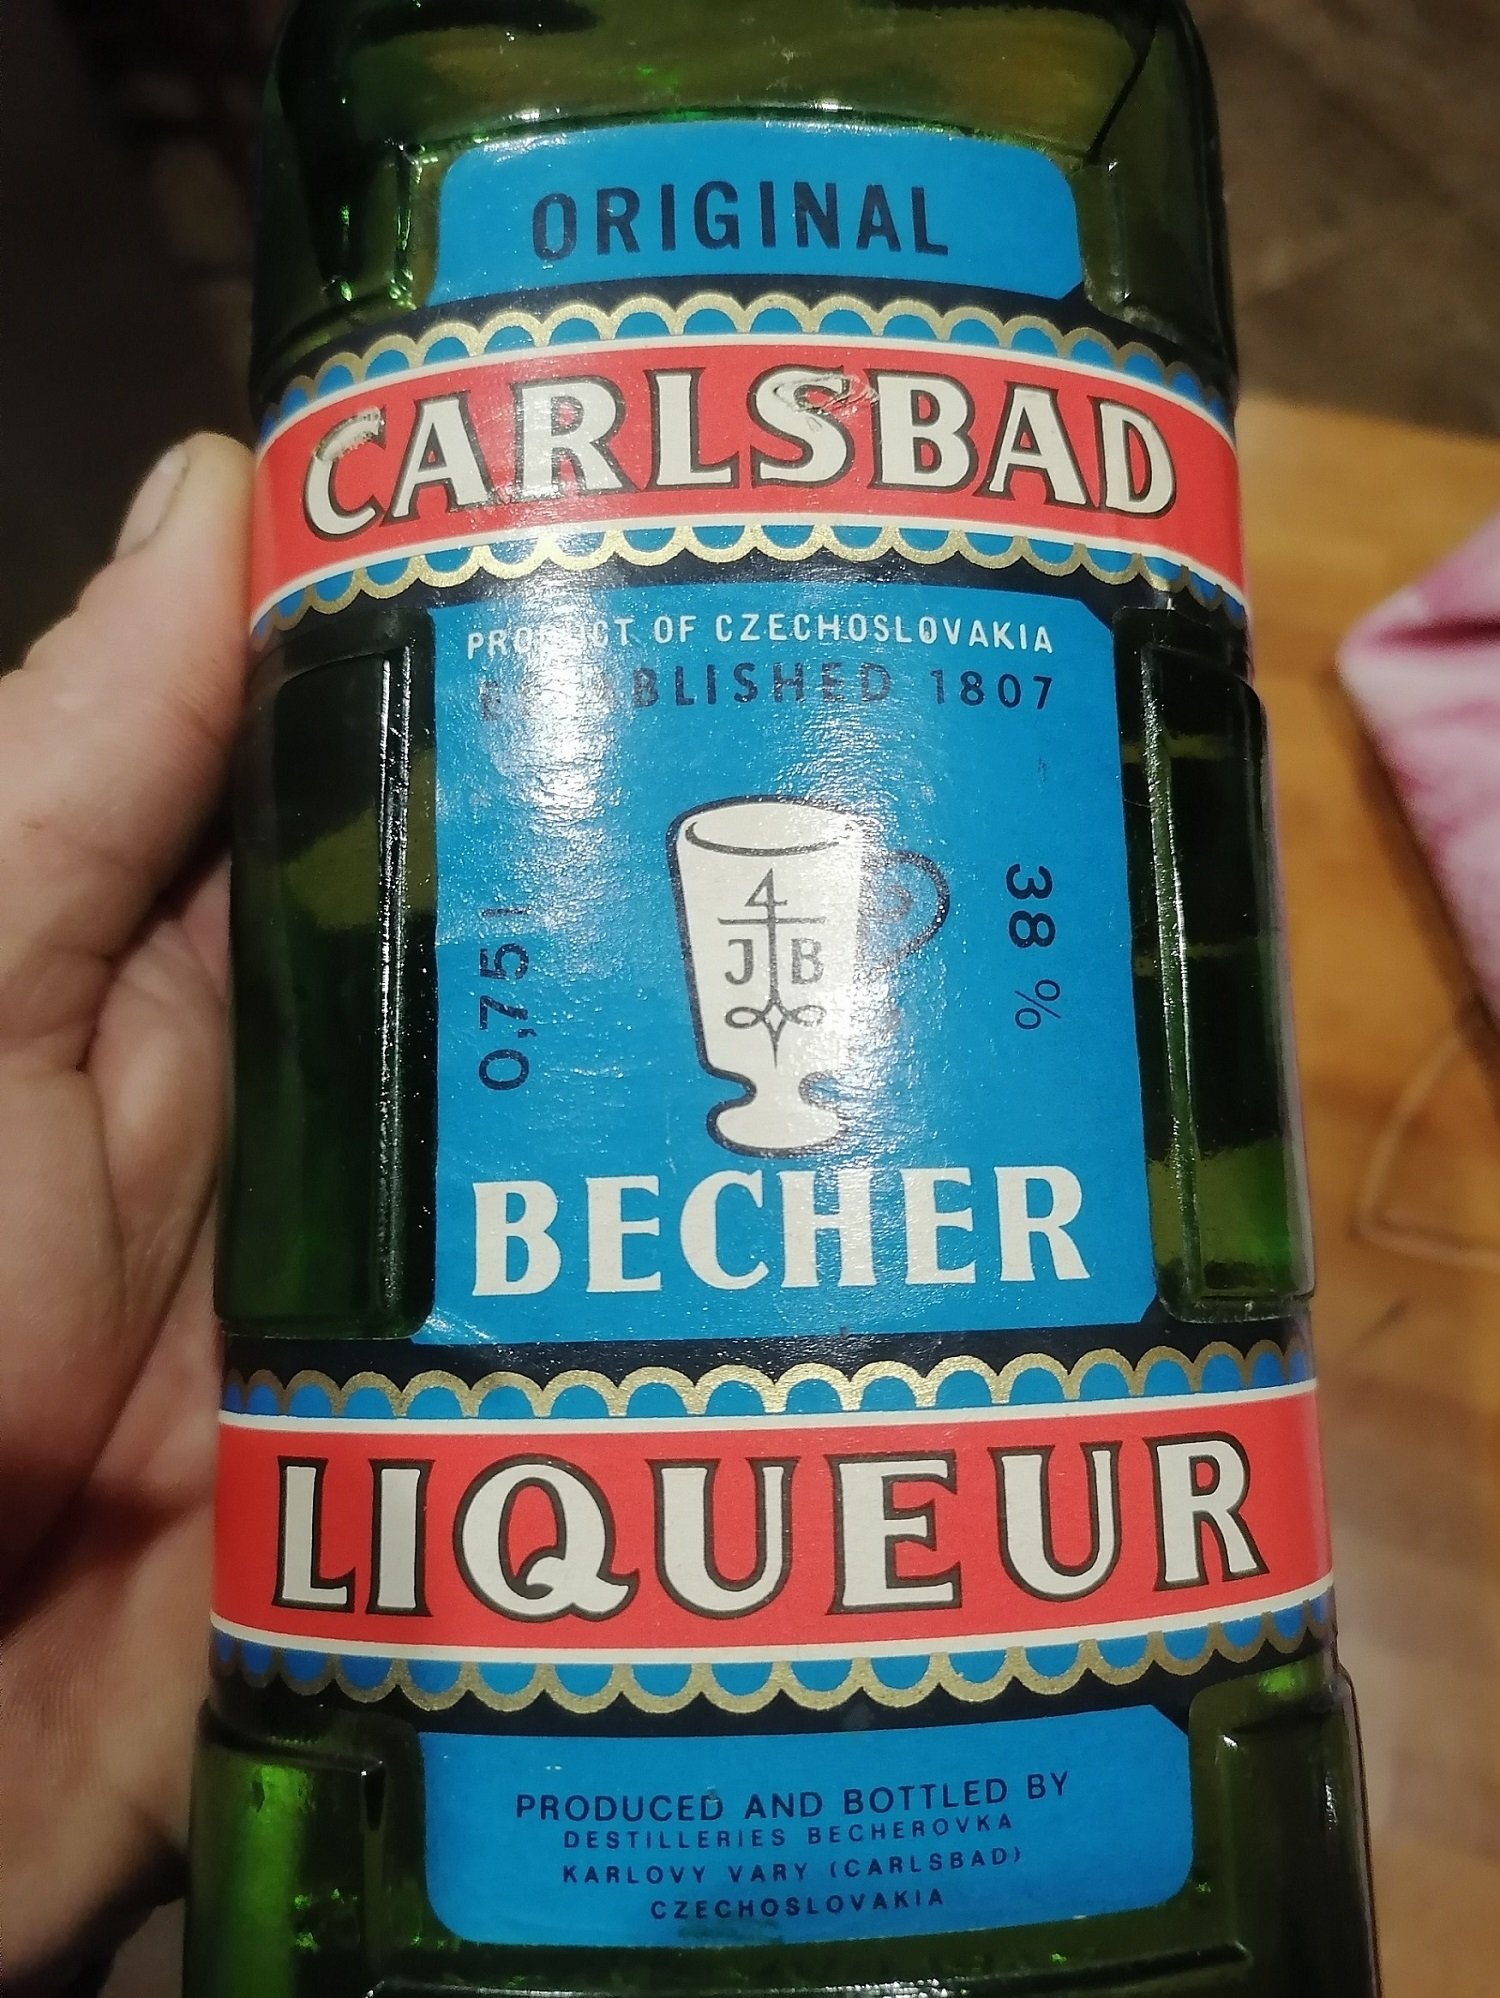 ORIGINAL
CARLSBAD
PRODUCT OF CZECHOSLOVAKIA
ESTABLISHED 1807
0,75 l
4
J B
38 %
BECHER
LIQUEUR
PRODUCED AND BOTTLED BY
DESTILLERIES BECHEROVKA
KARLOVY VARY (CARLSBAD)
CZECHOSLOVAKIA